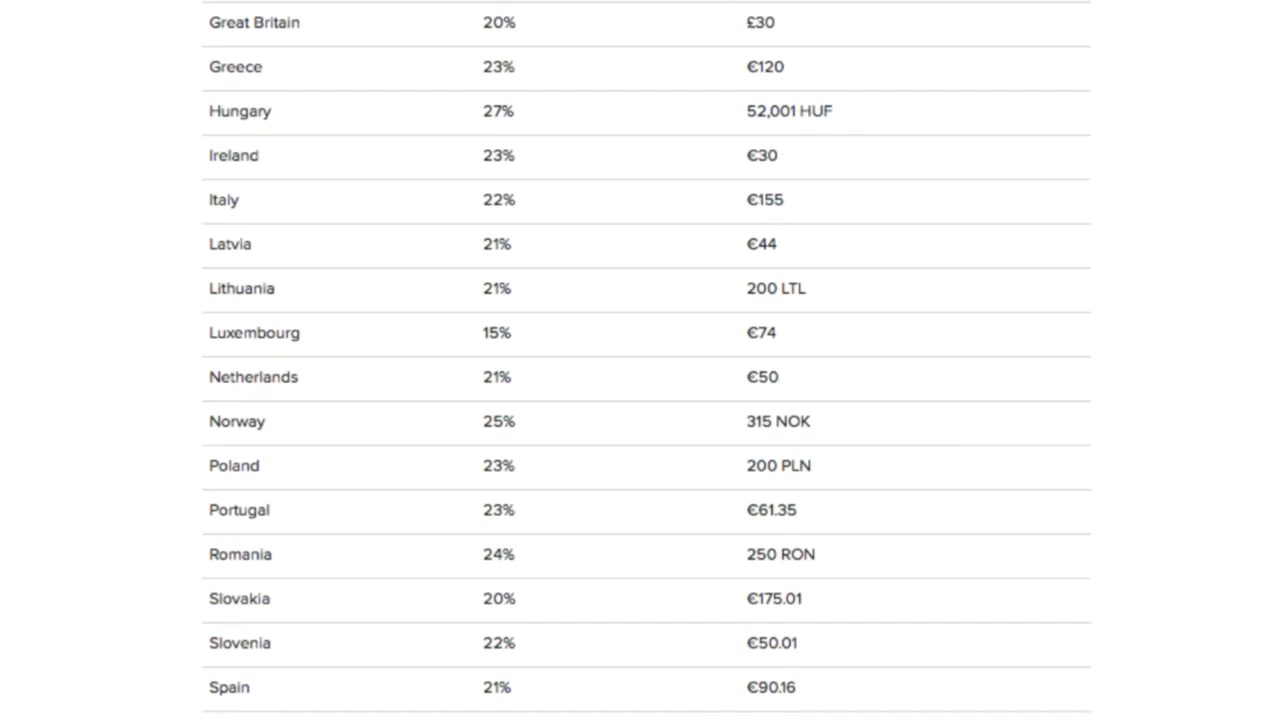 Great Britain 20% £30
Greece 23% €120
Hungary 27% 52,001 HUF
Ireland 23% €30
Italy 22% €155
Latvia 21% €44
Lithuania 21% 200 LTL
Luxembourg 15% €74
Netherlands 21% €50
Norway 25% 315 NOK
Poland 23% 200 PLN
Portugal 23% €61.35
Romania 24% 250 RON
Slovakia 20% €175.01
Slovenia 22% €50.01
Spain 21% €90.16